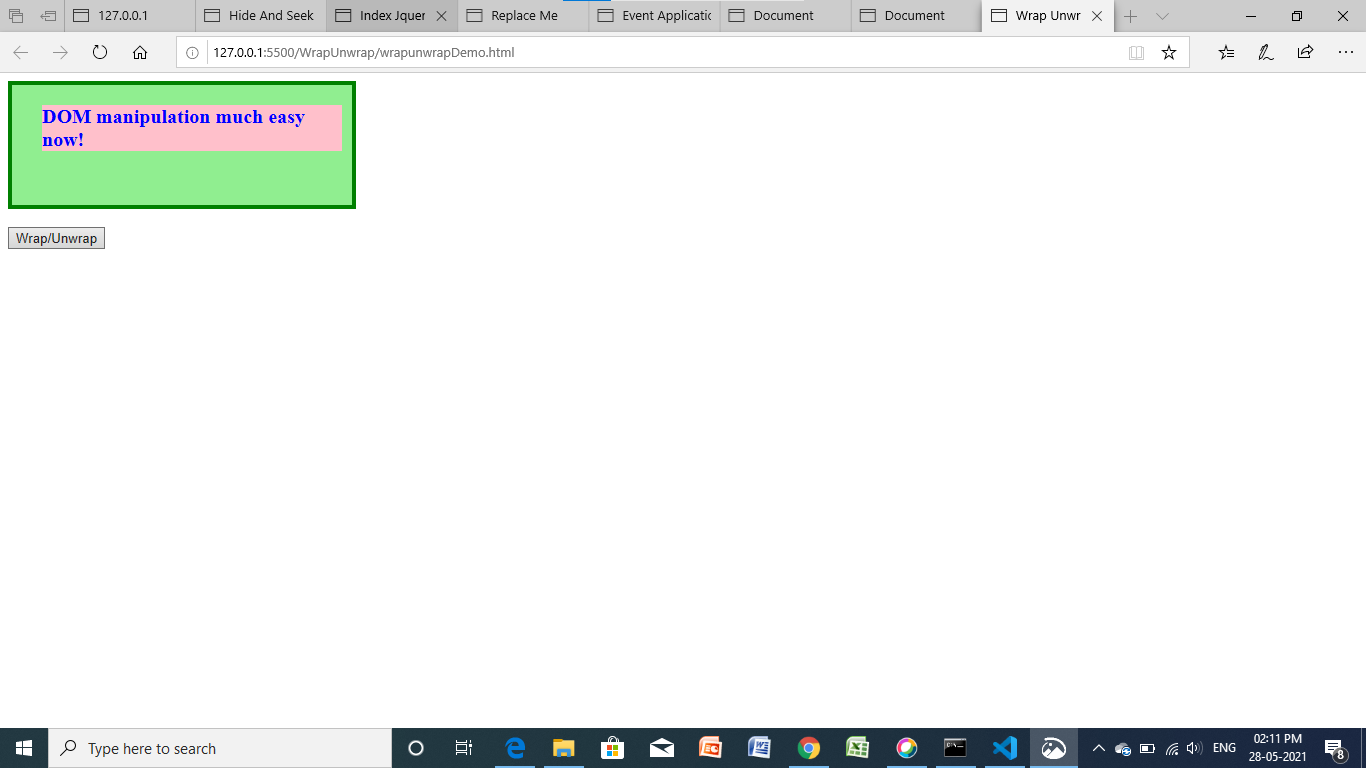 127.0.0.1
Hide And Seek
Index Jquer
Replace Me
Event Applicatic
Document
Document
Wrap Unwr
127.0.0.1:5500/WrapUnwrap/wrapunwrapDemo.html
DOM manipulation much easy
now!
Wrap/Unwrap
Type here to search
ENG
02:11 PM
28-05-2021
8